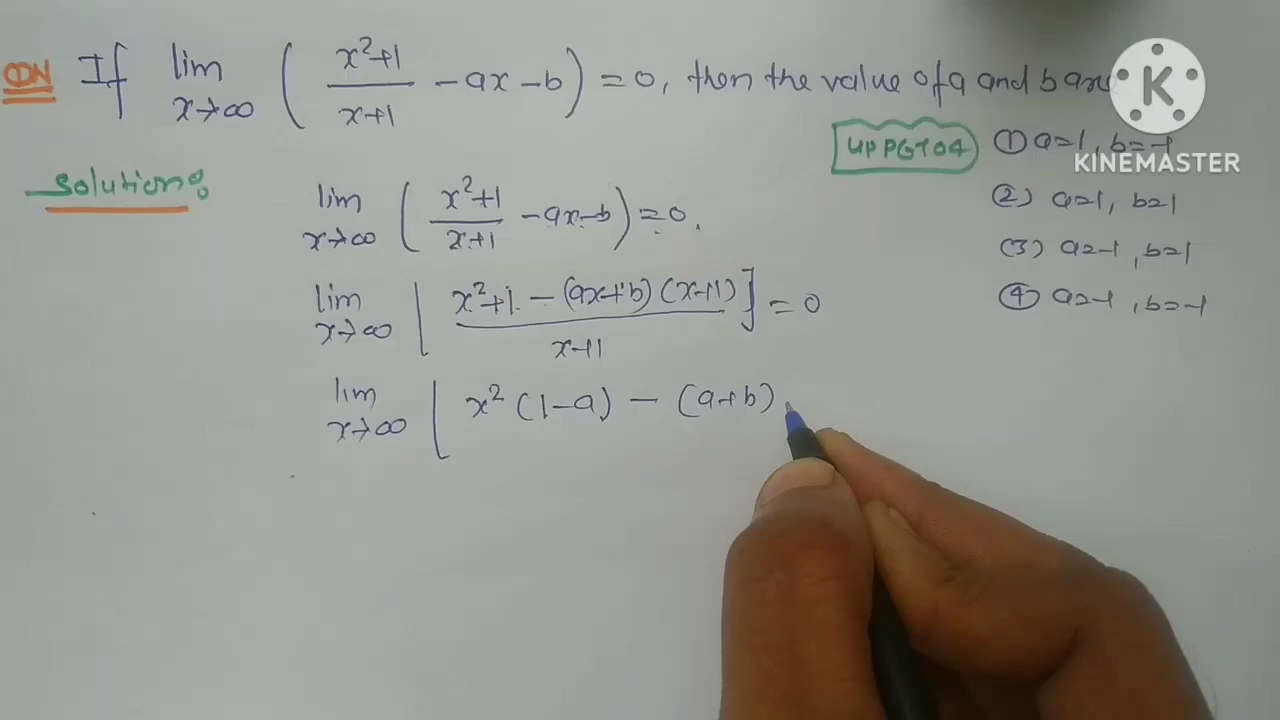 QN If lim x→∞ ( x²+1 / x+1 − ax − b ) = 0, then the value of a and b are
UP PGT 04 ① a=1, b=-1
K
KINEMASTER
Solution:
lim x→∞ ( x²+1 / x+1 − ax − b ) = 0.
(2) a=1, b=1
(3) a=-1, b=1
lim x→∞ [ x²+1 − (ax+b)(x+1) / x+1 ] = 0
④ a=-1, b=-1
lim x→∞ [ x² (1−a) − (a+b)